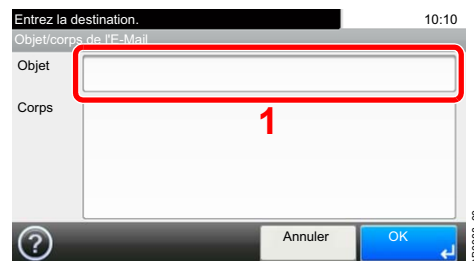 Entrez la destination. 10:10
Objet/corps de l'E-Mail
Objet
Corps
1
? Annuler OK